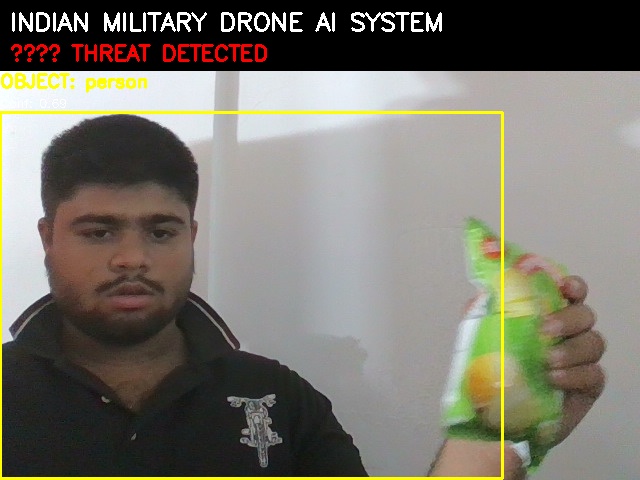 INDIAN MILITARY DRONE AI SYSTEM
???? THREAT DETECTED
OBJECT: person